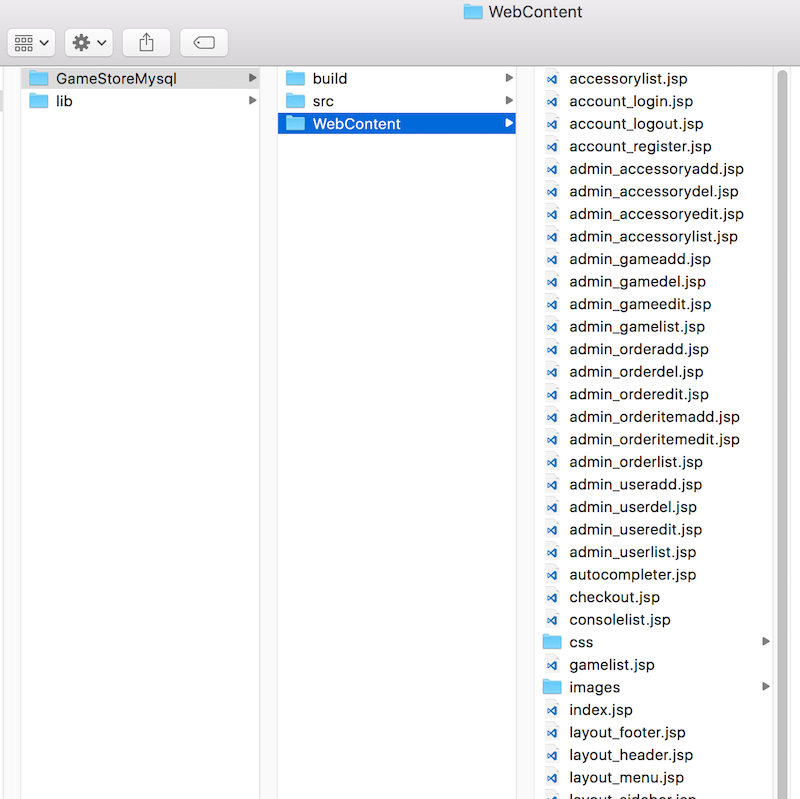 WebContent
GameStoreMysql
lib
build
src
WebContent
accessorylist.jsp
account_login.jsp
account_logout.jsp
account_register.jsp
admin_accessoryadd.jsp
admin_accessorydel.jsp
admin_accessoryedit.jsp
admin_accessorylist.jsp
admin_gameadd.jsp
admin_gamedel.jsp
admin_gameedit.jsp
admin_gamelist.jsp
admin_orderadd.jsp
admin_orderdel.jsp
admin_orderedit.jsp
admin_orderitemadd.jsp
admin_orderitemedit.jsp
admin_orderlist.jsp
admin_useradd.jsp
admin_userdel.jsp
admin_useredit.jsp
admin_userlist.jsp
autocompleter.jsp
checkout.jsp
consolelist.jsp
css
gamelist.jsp
images
index.jsp
layout_footer.jsp
layout_header.jsp
layout_menu.jsp
layout_sidebar.jsp